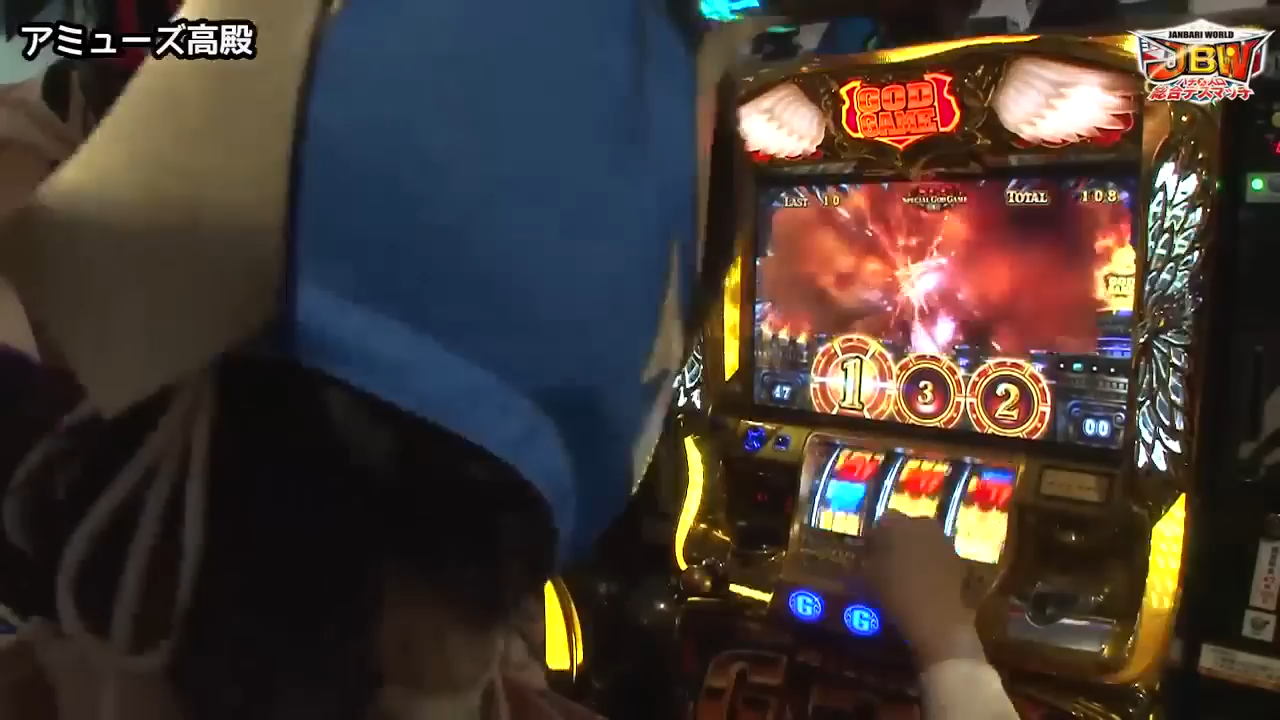 アミューズ高殿
JANBARI WORLD
JBW
GOD
GAME
LAST 10
SPECIAL GOD GAME
TOTAL 108
1
3
2
47
00
G
G